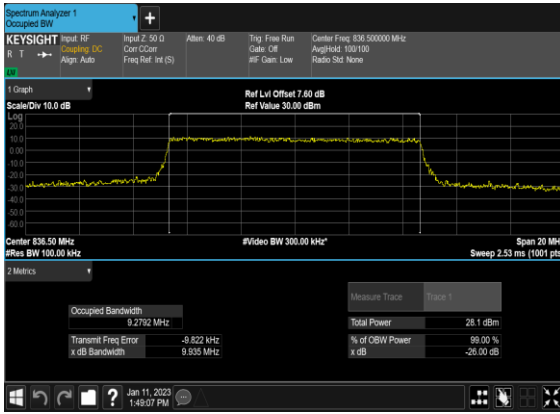 Spectrum Analyzer 1
Occupied BW
+
KEYSIGHT
R T
LXI
Input: RF
Coupling: DC
Align: Auto
Input Z: 50 Ω
Corr CCorr
Freq Ref: Int (S)
Atten: 40 dB
Trig: Free Run
Gate: Off
#IF Gain: Low
Center Freq: 836.500000 MHz
Avg|Hold: 100/100
Radio Std: None
1 Graph
Scale/Div 10.0 dB
Ref Lvl Offset 7.60 dB
Ref Value 30.00 dBm
Log
20.0
10.0
0.00
-10.0
-20.0
-30.0
-40.0
-50.0
-60.0
Center 836.50 MHz
#Res BW 100.00 kHz
#Video BW 300.00 kHz*
Span 20 MH
Sweep 2.53 ms (1001 pts
2 Metrics
Measure Trace
Trace 1
Occupied Bandwidth
9.2792 MHz
Total Power
28.1 dBm
Transmit Freq Error
-9.822 kHz
% of OBW Power
99.00 %
x dB Bandwidth
9.935 MHz
x dB
-26.00 dB
?
Jan 11, 2023
1:49:07 PM